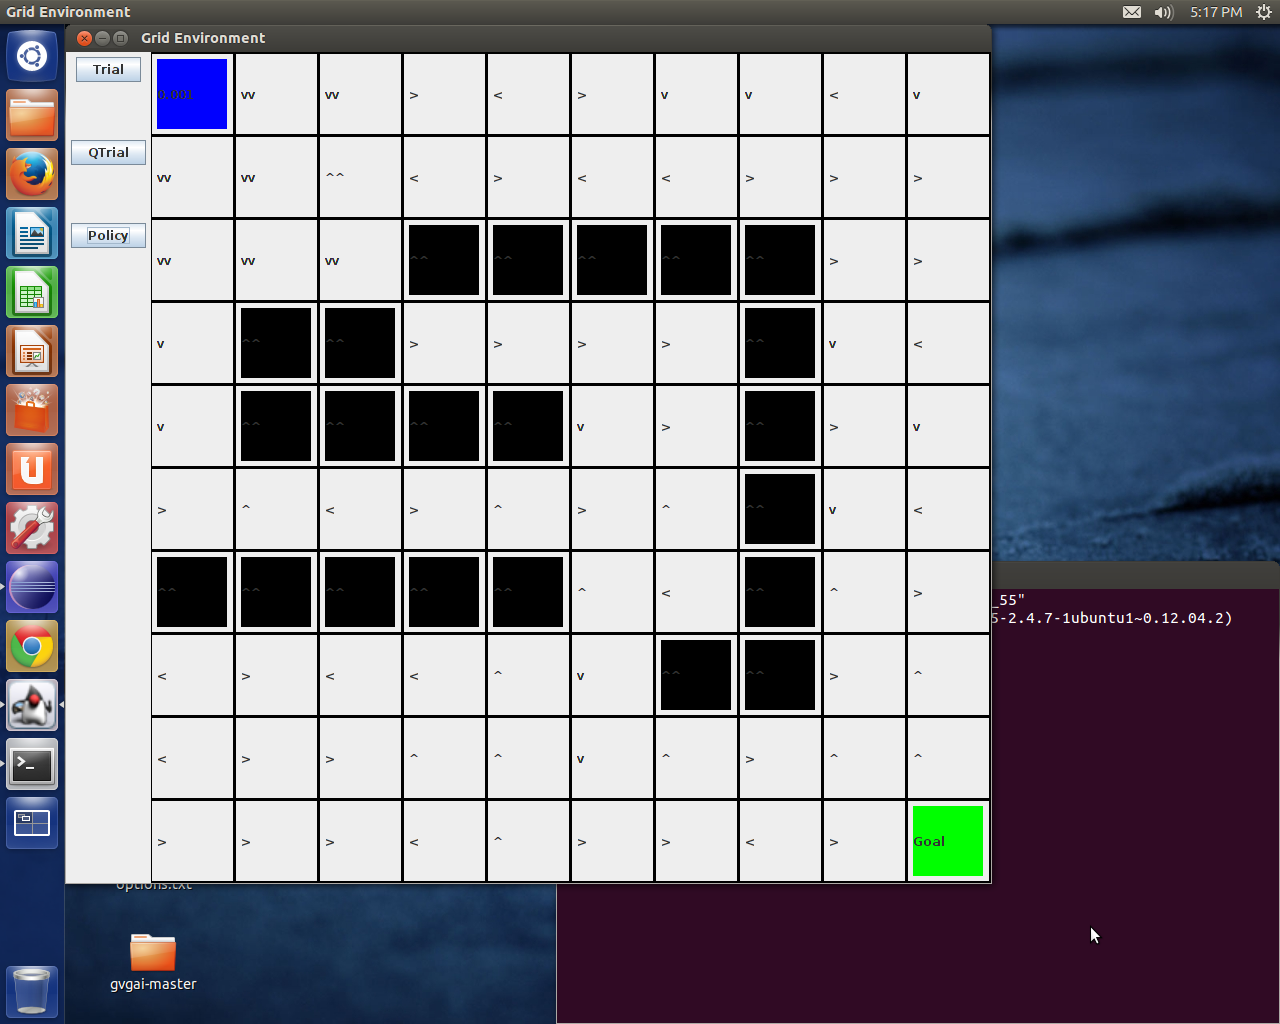 Grid Environment
5:17 PM
Grid Environment
Trial
QTrial
Policy
0.001 vv vv > < > v v < v
vv vv ^^ < > < < > > >
vv vv vv ^^ ^^ ^^ ^^ ^^ > >
v ^^ ^^ > > > > ^^ v <
v ^^ ^^ ^^ ^^ v > ^^ > v
> ^ < > ^ > ^ ^^ v <
^^ ^^ ^^ ^^ ^^ ^ < ^^ ^ >
< > < < ^ v ^^ ^^ > ^
< > > ^ ^ v ^ > ^ ^
> > > < ^ > > < > Goal
_55"
5-2.4.7-1ubuntu1~0.12.04.2)
>_
options.txt
gvgai-master